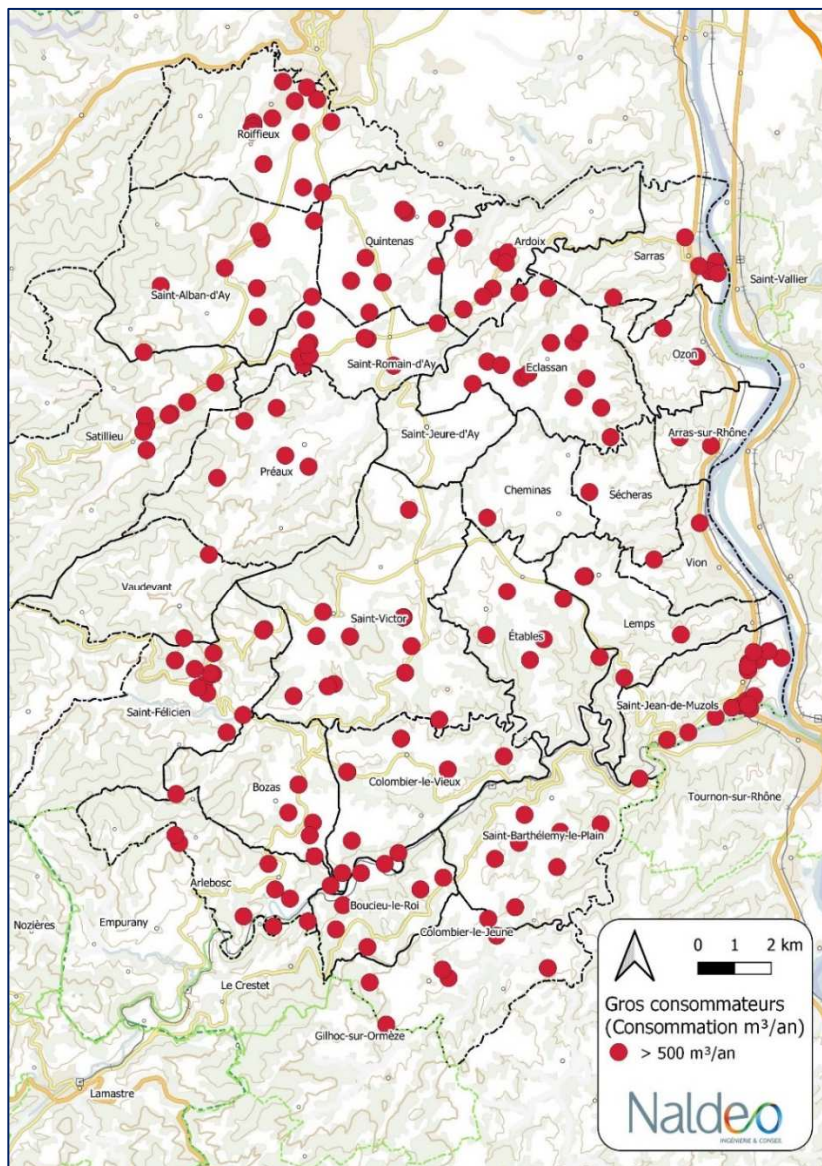 Roiffieux
Quintenas
Ardoix
Sarras
Saint-Vallier
Saint-Alban-d'Ay
Ozon
Saint-Romain-d'Ay
Eclassan
Satillieu
Saint-Jeure-d'Ay
Arras-sur-Rhône
Préaux
Cheminas
Sécheras
Vion
Vaudevant
Saint-Victor
Étables
Lemps
Saint-Félicien
Saint-Jean-de-Muzols
Bozas
Colombier-le-Vieux
Tournon-sur-Rhône
Saint-Barthélemy-le-Plain
Arlebosc
Boucieu-le-Roi
Nozières
Empurany
Colombier-le-Jeune
Le Crestet
Gilhoc-sur-Ormèze
Lamastre
0 1 2 km
Gros consommateurs
(Consommation m³/an)
> 500 m³/an
Naldeo
INGÉNIERIE & CONSEIL